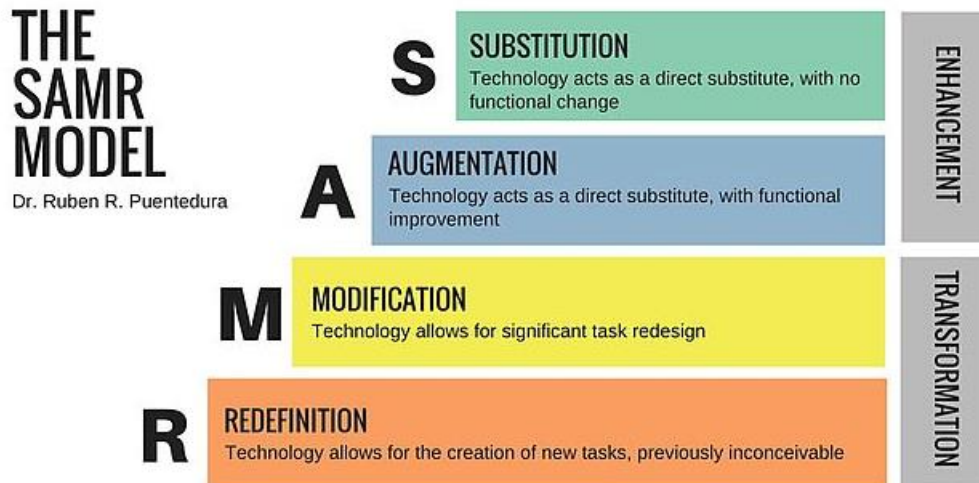 THE
SAMR
MODEL
Dr. Ruben R. Puentedura
S
SUBSTITUTION
Technology acts as a direct substitute, with no
functional change
A
AUGMENTATION
Technology acts as a direct substitute, with functional
improvement
ENHANCEMENT
M
MODIFICATION
Technology allows for significant task redesign
R
REDEFINITION
Technology allows for the creation of new tasks, previously inconceivable
TRANSFORMATION